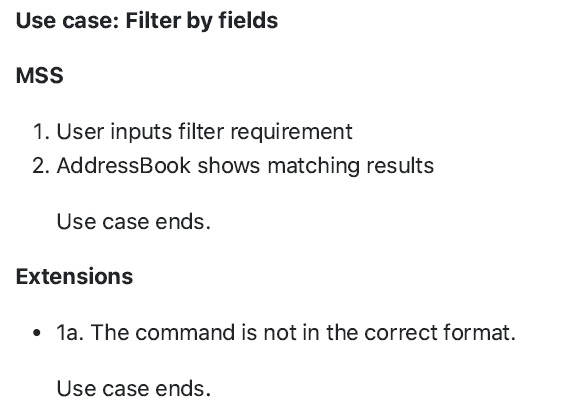 Use case: Filter by fields
MSS
1. User inputs filter requirement
2. AddressBook shows matching results
Use case ends.
Extensions
• 1a. The command is not in the correct format.
Use case ends.